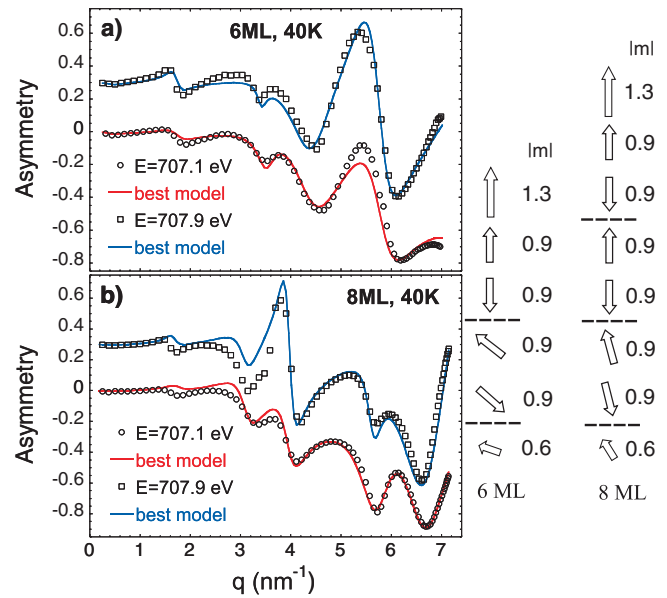 a)
6ML, 40K
Asymmetry
0.6
0.4
0.2
0
-0.2
-0.4
-0.6
-0.8
E=707.1 eV
best model
E=707.9 eV
best model
b)
8ML, 40K
Asymmetry
0.6
0.4
0.2
0
-0.2
-0.4
-0.6
-0.8
E=707.1 eV
best model
E=707.9 eV
best model
0 1 2 3 4 5 6 7
q (nm⁻¹)
|m|
1.3
0.9
0.9
0.9
0.9
0.6
6 ML
|m|
1.3
0.9
0.9
0.9
0.9
0.9
0.9
0.6
8 ML